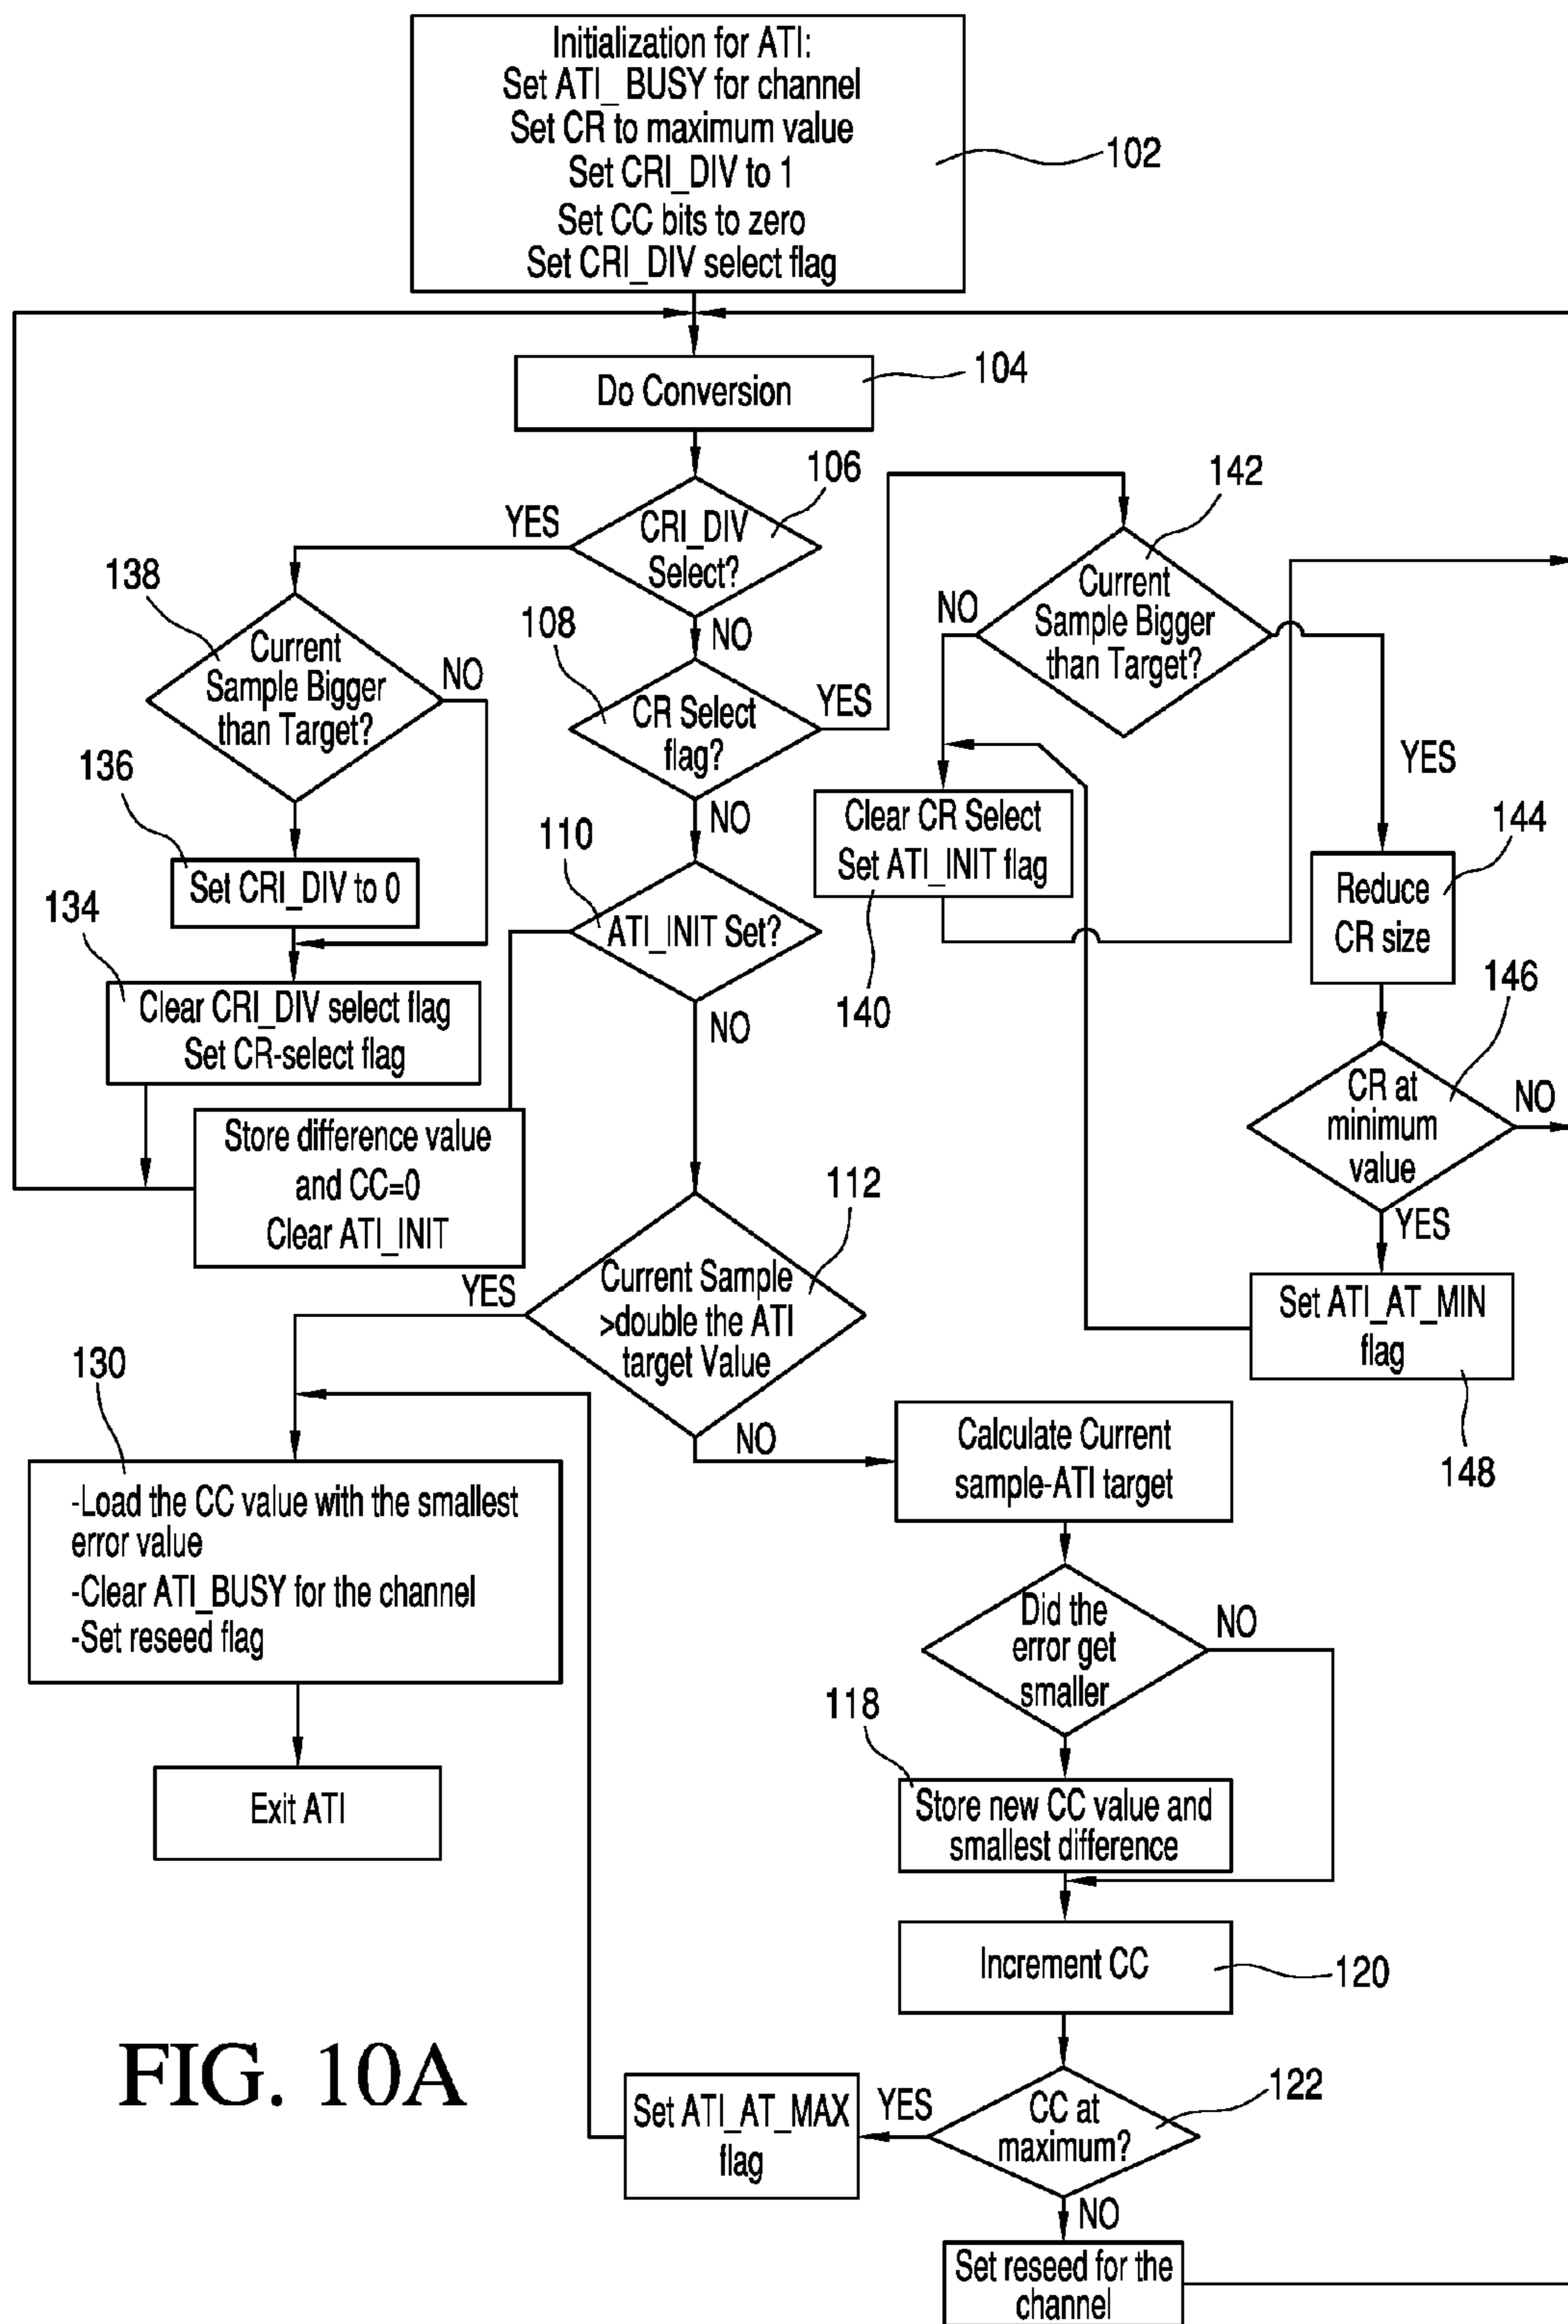 Initialization for ATI:
Set ATI_ BUSY for channel
Set CR to maximum value
Set CRI_DIV to 1
Set CC bits to zero
Set CRI_DIV select flag
102
Do Conversion
104
106
CRI_DIV
Select?
YES
NO
138
Current
Sample Bigger
than Target?
NO
136
Set CRI_DIV to 0
134
Clear CRI_DIV select flag
Set CR-select flag
108
CR Select
flag?
YES
NO
142
Current
Sample Bigger
than Target?
NO
YES
Clear CR Select
Set ATI_INIT flag
140
144
Reduce
CR size
146
CR at
minimum
value
NO
YES
Set ATI_AT_MIN
flag
148
110
ATI_INIT Set?
NO
Store difference value
and CC=0
Clear ATI_INIT
112
Current Sample
>double the ATI
target Value
YES
NO
130
-Load the CC value with the smallest
error value
-Clear ATI_BUSY for the channel
-Set reseed flag
Exit ATI
Calculate Current
sample-ATI target
Did the
error get
smaller
NO
118
Store new CC value and
smallest difference
Increment CC
120
122
CC at
maximum?
YES
Set ATI_AT_MAX
flag
NO
Set reseed for the
channel
FIG. 10A